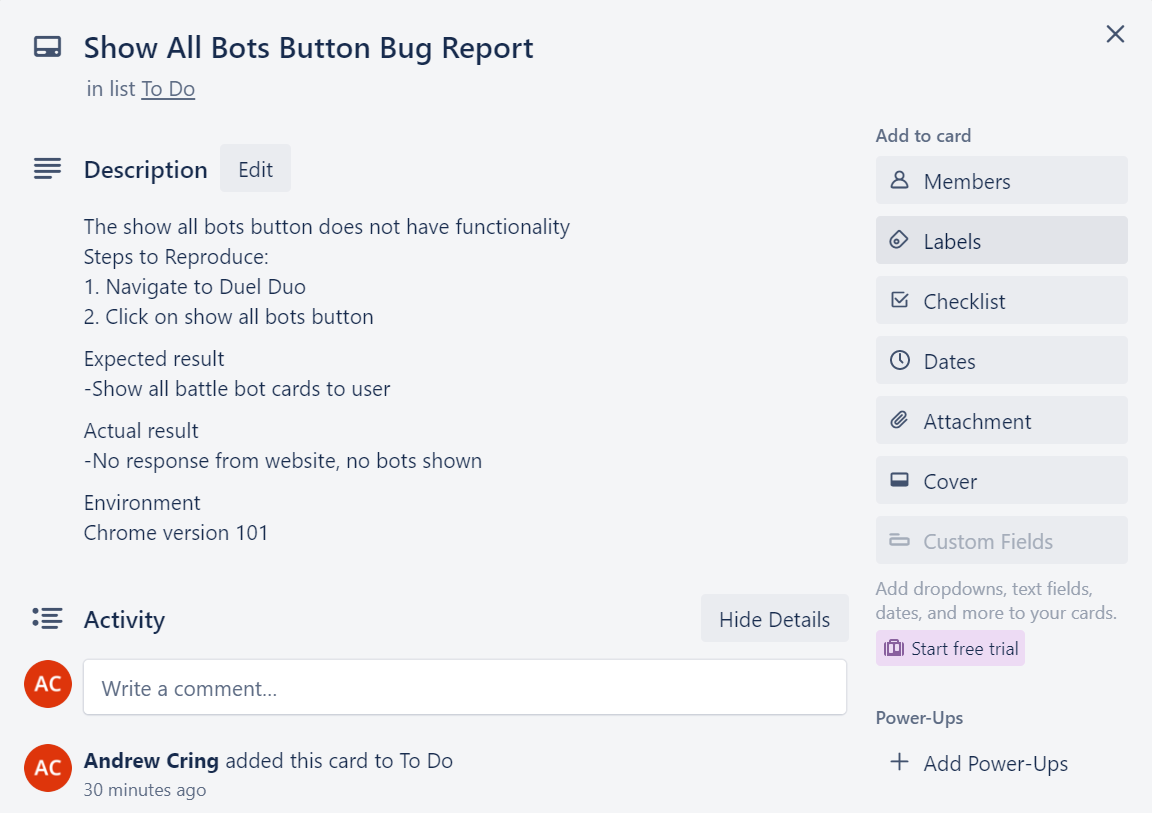 Show All Bots Button Bug Report
in list To Do
Description Edit
The show all bots button does not have functionality
Steps to Reproduce:
1. Navigate to Duel Duo
2. Click on show all bots button
Expected result
-Show all battle bot cards to user
Actual result
-No response from website, no bots shown
Environment
Chrome version 101
Activity Hide Details
AC Write a comment...
AC Andrew Cring added this card to To Do
30 minutes ago
Add to card
Members
Labels
Checklist
Dates
Attachment
Cover
Custom Fields
Add dropdowns, text fields,
dates, and more to your cards.
Start free trial
Power-Ups
+ Add Power-Ups